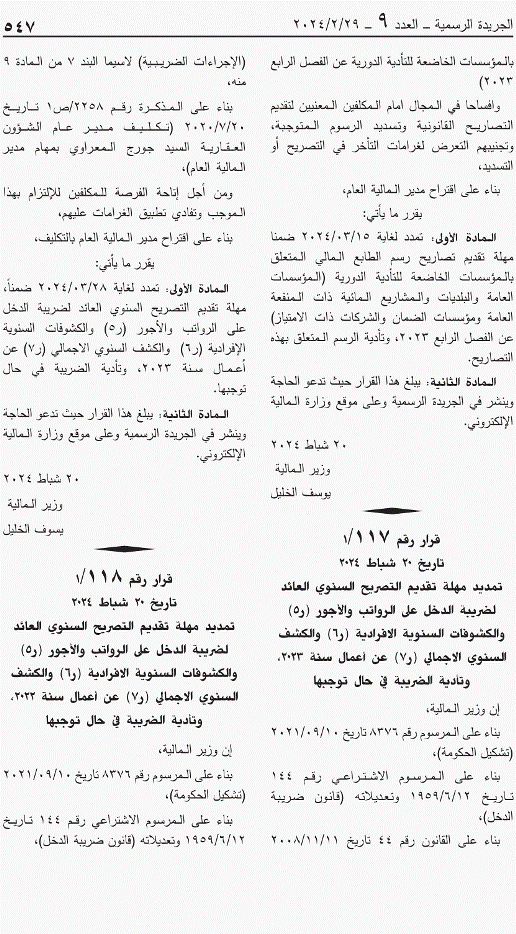 الجريدة الرسمية ــ العدد ٩ ــ ٢٠٢٤/٢/٢٩
٥٤٧
بالمؤسسات الخاضعة للتأدية الدورية عن الفصل الرابع
٢٠٢٣)
وافساحا في المجال امام المكلفين المعنيين لتقديم
التصاريح القانونية وتسديد الرسوم المتوجبة،
وتجنيبهم التعرض لغرامات التأخر في التصريح أو
التسديد،
بناء على اقتراح مدير المالية العام،
يقرر ما يأتي:
المادة الأولى: تمدد لغاية ٢٠٢٤/٠٣/١٥ ضمنا
مهلة تقديم تصاريح رسم الطابع المالي المتعلق
بالمؤسسات الخاضعة للتأدية الدورية (المؤسسات
العامة والبلديات والمشاريع المائية ذات المنفعة
العامة ومؤسسات الضمان والشركات ذات الامتياز)
عن الفصل الرابع ٢٠٢٣، وتأدية الرسم المتعلق بهذه
التصاريح.
المادة الثانية: يبلغ هذا القرار حيث تدعو الحاجة
وينشر في الجريدة الرسمية وعلى موقع وزارة المالية
الإلكتروني.
٢٠ شباط ٢٠٢٤
وزير المالية
يوسف الخليل
قرار رقم ١/١١٧
تاريخ ٢٠ شباط ٢٠٢٤
تمديد مهلة تقديم التصريح السنوي العائد
لضريبة الدخل على الرواتب والأجور (ر٥)
والكشوفات السنوية الافرادية (ر٦) والكشف
السنوي الاجمالي (ر٧) عن أعمال سنة ٢٠٢٣،
وتأدية الضريبة في حال توجبها
إن وزير المالية،
بناء على المرسوم رقم ٨٣٧٦ تاريخ ٢٠٢١/٠٩/١٠
(تشكيل الحكومة)،
بناء على المرسوم الاشتراعي رقم ١٤٤
تاريخ ١٩٥٩/٦/١٢ وتعديلاته (قانون ضريبة
الدخل)،
بناء على القانون رقم ٤٤ تاريخ ٢٠٠٨/١١/١١
(الإجراءات الضريبية) لاسيما البند ٧ من المادة ٩
منه،
بناء على المذكرة رقم ٢٢٥٨/ص١ تاريخ
٢٠٢٠/٧/٢٠ (تكليف مدير عام الشؤون
العقارية السيد جورج المعراوي بمهام مدير
المالية العام)،
ومن أجل إتاحة الفرصة للمكلفين للإلتزام بهذا
الموجب وتفادي تطبيق الغرامات عليهم،
بناء على اقتراح مدير المالية العام بالتكليف،
يقرر ما يأتي:
المادة الأولى: تمدد لغاية ٢٠٢٤/٠٣/٢٨ ضمناً،
مهلة تقديم التصريح السنوي العائد لضريبة الدخل
على الرواتب والأجور (ر٥) والكشوفات السنوية
الإفرادية (ر٦) والكشف السنوي الاجمالي (ر٧) عن
أعمال سنة ٢٠٢٣، وتأدية الضريبة في حال
توجبها.
المادة الثانية: يبلغ هذا القرار حيث تدعو الحاجة
وينشر في الجريدة الرسمية وعلى موقع وزارة المالية
الإلكتروني.
٢٠ شباط ٢٠٢٤
وزير المالية
يسوف الخليل
قرار رقم ١/١١٨
تاريخ ٢٠ شباط ٢٠٢٤
تمديد مهلة تقديم التصريح السنوي العائد
لضريبة الدخل على الرواتب والأجور (ر٥)
والكشوفات السنوية الافرادية (ر٦) والكشف
السنوي الاجمالي (ر٧) عن أعمال سنة ٢٠٢٢،
وتأدية الضريبة في حال توجبها
إن وزير المالية،
بناء على المرسوم رقم ٨٣٧٦ تاريخ ٢٠٢١/٠٩/١٠
(تشكيل الحكومة)،
بناء على المرسوم الاشتراعي رقم ١٤٤ تاريخ
١٩٥٩/٦/١٢ وتعديلاته (قانون ضريبة الدخل)،